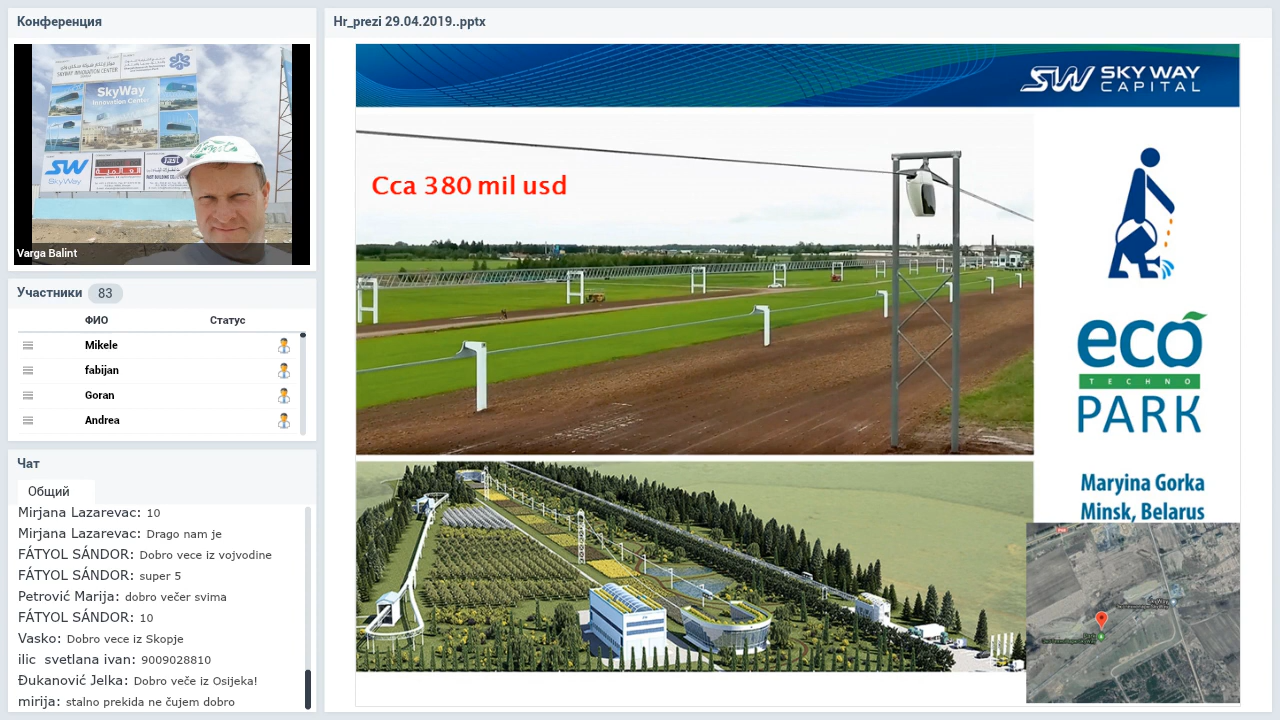 Конференция
SKYWAY INNOVATION CENTER
SkyWay
Innovation Center
SW
SkyWay
Varga Balint
Участники 83
ФИО Статус
Mikele
fabijan
Goran
Andrea
Чат
Общий
Mirjana Lazarevac: 10
Mirjana Lazarevac: Drago nam je
FÁTYOL SÁNDOR: Dobro vece iz vojvodine
FÁTYOL SÁNDOR: super 5
Petrović Marija: dobro večer svima
FÁTYOL SÁNDOR: 10
Vasko: Dobro vece iz Skopje
ilic svetlana ivan: 9009028810
Đukanović Jelka: Dobro veče iz Osijeka!
mirija: stalno prekida ne čujem dobro
Hr_prezi 29.04.2019..pptx
SW SKY WAY
CAPITAL
Cca 380 mil usd
eco
TECHNO
PARK
Maryina Gorka
Minsk, Belarus